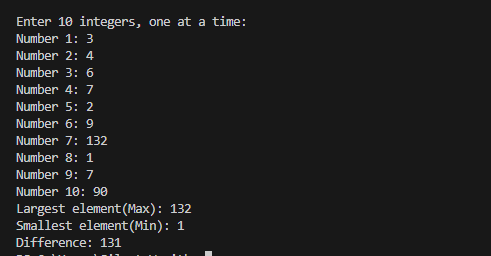 Enter 10 integers, one at a time:
Number 1: 3
Number 2: 4
Number 3: 6
Number 4: 7
Number 5: 2
Number 6: 9
Number 7: 132
Number 8: 1
Number 9: 7
Number 10: 90
Largest element(Max): 132
Smallest element(Min): 1
Difference: 131